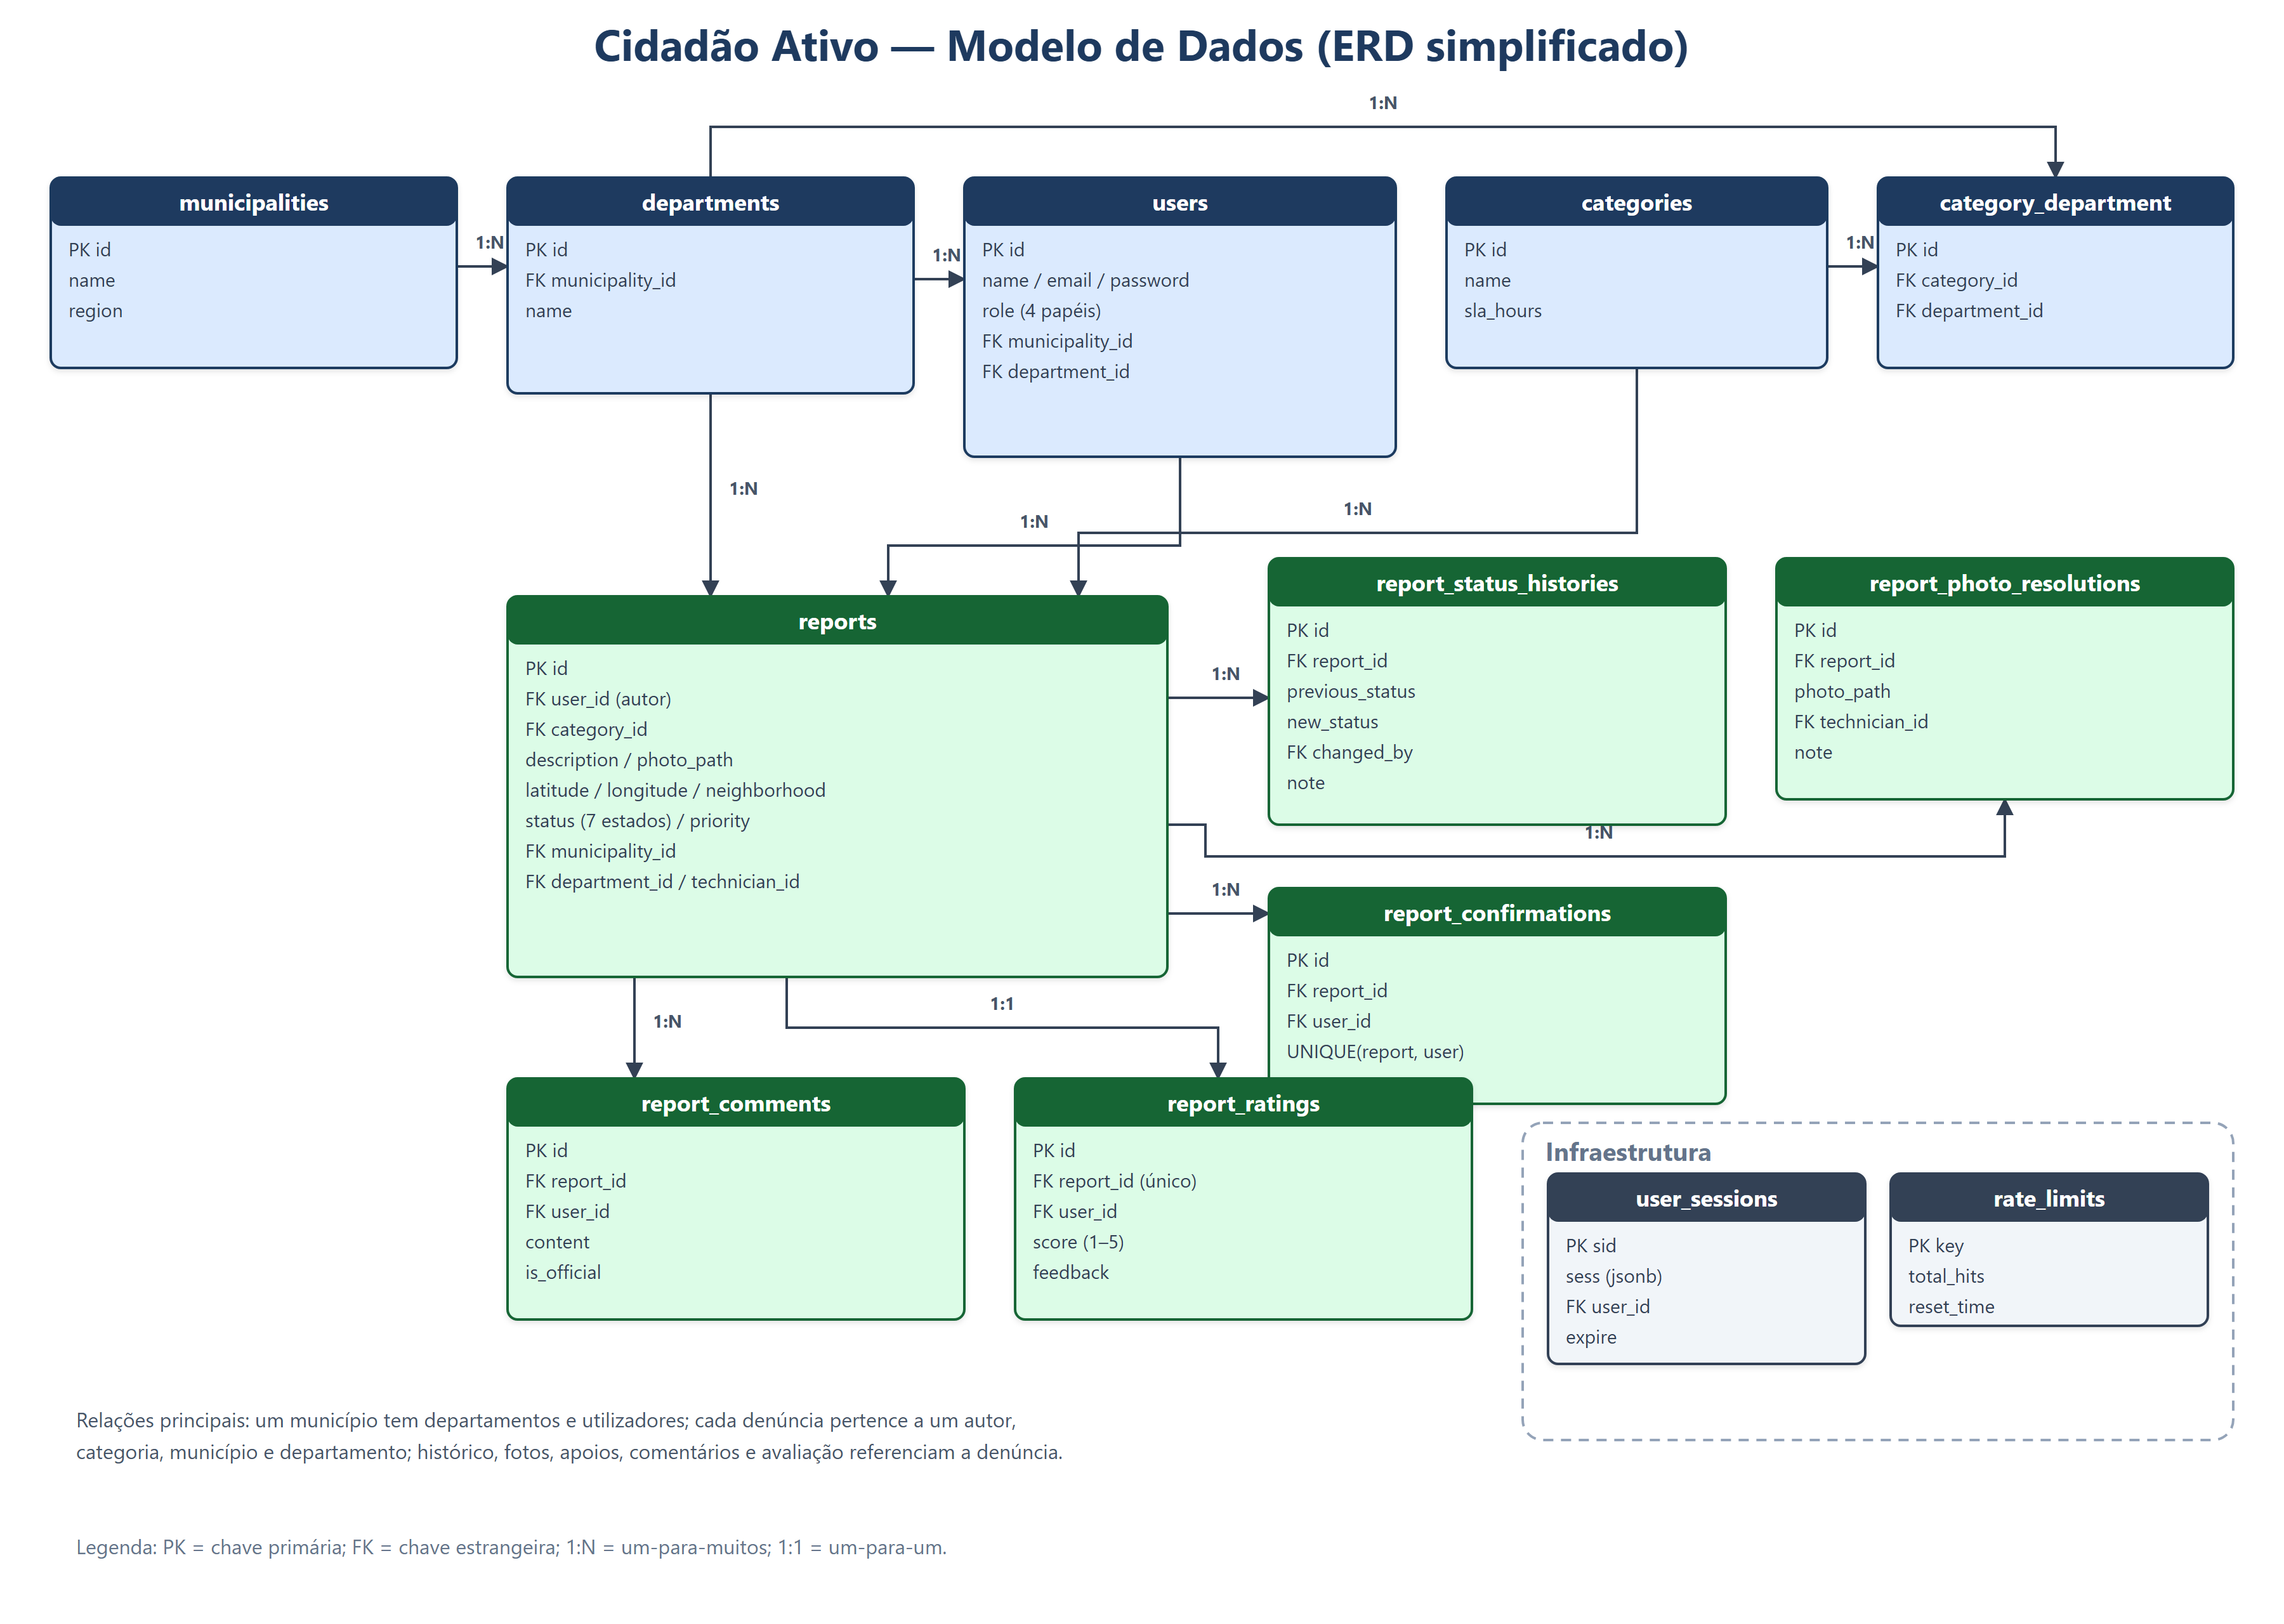 Cidadão Ativo — Modelo de Dados (ERD simplificado)
1:N
municipalities
PK id
name
region
1:N
departments
PK id
FK municipality_id
name
1:N
users
PK id
name / email / password
role (4 papéis)
FK municipality_id
FK department_id
categories
PK id
name
sla_hours
1:N
category_department
PK id
FK category_id
FK department_id
1:N
1:N
1:N
reports
PK id
FK user_id (autor)
FK category_id
description / photo_path
latitude / longitude / neighborhood
status (7 estados) / priority
FK municipality_id
FK department_id / technician_id
1:N
report_status_histories
PK id
FK report_id
previous_status
new_status
FK changed_by
note
report_photo_resolutions
PK id
FK report_id
photo_path
FK technician_id
note
1:N
1:N
report_confirmations
PK id
FK report_id
FK user_id
UNIQUE(report, user)
1:N
1:1
report_comments
PK id
FK report_id
FK user_id
content
is_official
report_ratings
PK id
FK report_id (único)
FK user_id
score (1–5)
feedback
Infraestrutura
user_sessions
PK sid
sess (jsonb)
FK user_id
expire
rate_limits
PK key
total_hits
reset_time
Relações principais: um município tem departamentos e utilizadores; cada denúncia pertence a um autor,
categoria, município e departamento; histórico, fotos, apoios, comentários e avaliação referenciam a denúncia.
Legenda: PK = chave primária; FK = chave estrangeira; 1:N = um-para-muitos; 1:1 = um-para-um.